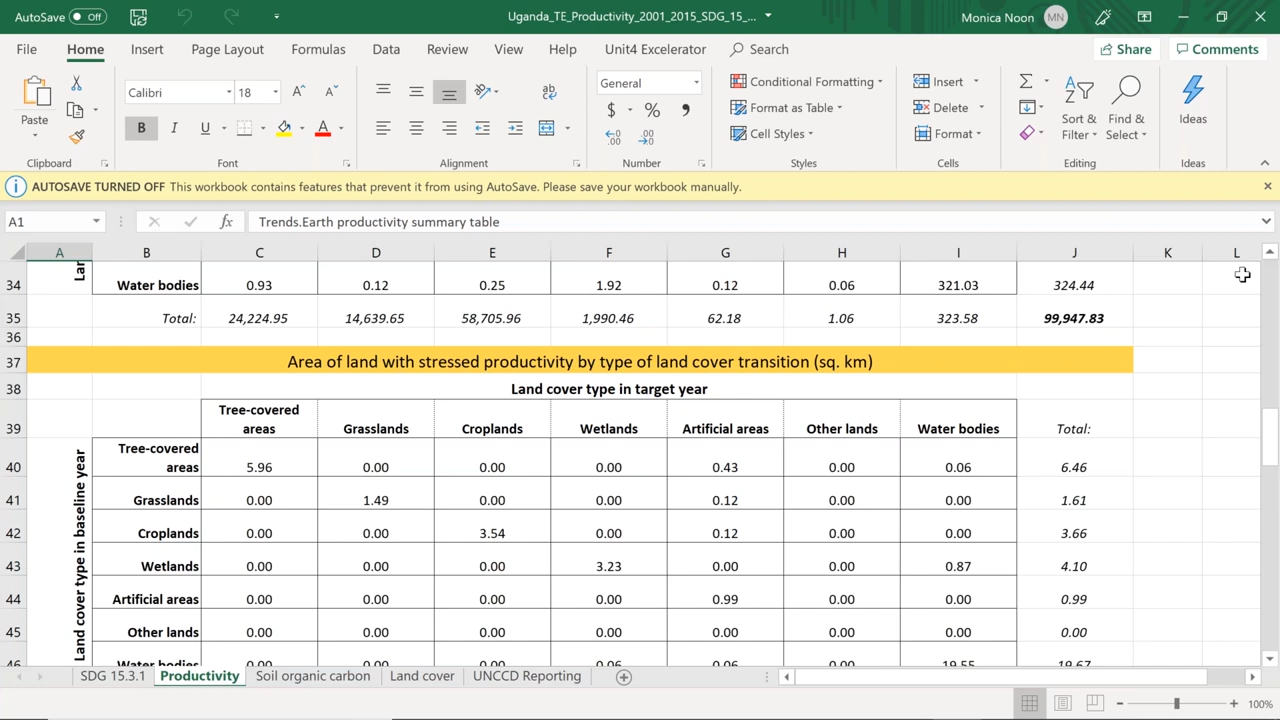 AutoSave Off Uganda_TE_Productivity_2001_2015_SDG_15_... Monica Noon MN
File Home Insert Page Layout Formulas Data Review View Help Unit4 Excelerator Search Share Comments
Paste Calibri 18 General Conditional Formatting Insert
Format as Table Delete Sort & Filter Find & Select Ideas
B I U $ % Cell Styles Format
Clipboard Font Alignment Number Styles Cells Editing Ideas
AUTOSAVE TURNED OFF This workbook contains features that prevent it from using AutoSave. Please save your workbook manually.
A1 fx Trends.Earth productivity summary table
A B C D E F G H I J K L
34 Water bodies 0.93 0.12 0.25 1.92 0.12 0.06 321.03 324.44
35 Total: 24,224.95 14,639.65 58,705.96 1,990.46 62.18 1.06 323.58 99,947.83
36
37 Area of land with stressed productivity by type of land cover transition (sq. km)
38 Land cover type in target year
39 Tree-covered areas Grasslands Croplands Wetlands Artificial areas Other lands Water bodies Total:
Land cover type in baseline year
40 Tree-covered areas 5.96 0.00 0.00 0.00 0.43 0.00 0.06 6.46
41 Grasslands 0.00 1.49 0.00 0.00 0.12 0.00 0.00 1.61
42 Croplands 0.00 0.00 3.54 0.00 0.12 0.00 0.00 3.66
43 Wetlands 0.00 0.00 0.00 3.23 0.00 0.00 0.87 4.10
44 Artificial areas 0.00 0.00 0.00 0.00 0.99 0.00 0.00 0.99
45 Other lands 0.00 0.00 0.00 0.00 0.00 0.00 0.00 0.00
46 Water bodies 0.00 0.00 0.00 0.06 0.06 0.00 19.55 19.67
SDG 15.3.1 Productivity Soil organic carbon Land cover UNCCD Reporting
100%